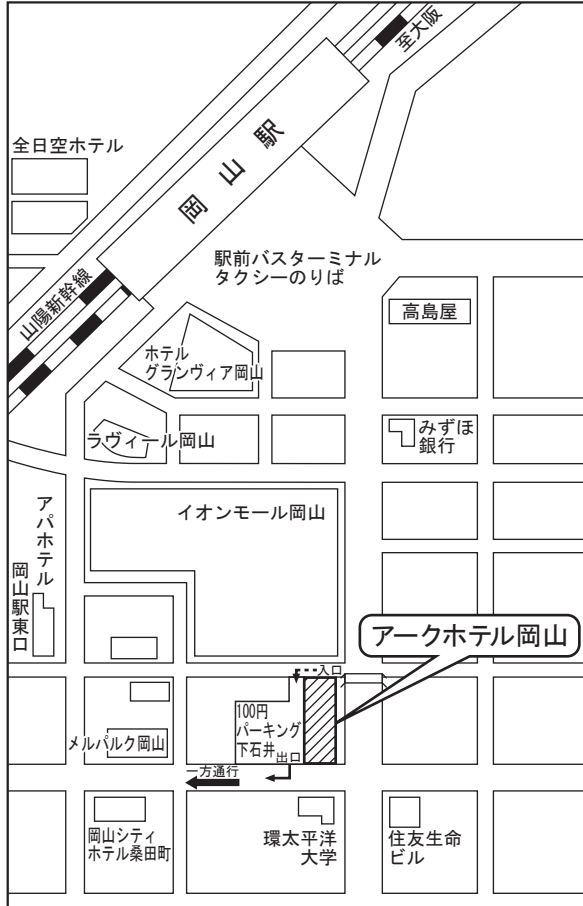 至大阪
岡山駅
全日空ホテル
駅前バスターミナル
タクシーのりば
山陽新幹線
高島屋
ホテル
グランヴィア岡山
ラヴィール岡山
みずほ
銀行
イオンモール岡山
アパホテル
岡山駅東口
アークホテル岡山
入口
100円
パーキング
下石井
出口
メルパルク岡山
一方通行
岡山シティ
ホテル桑田町
環太平洋
大学
住友生命
ビル